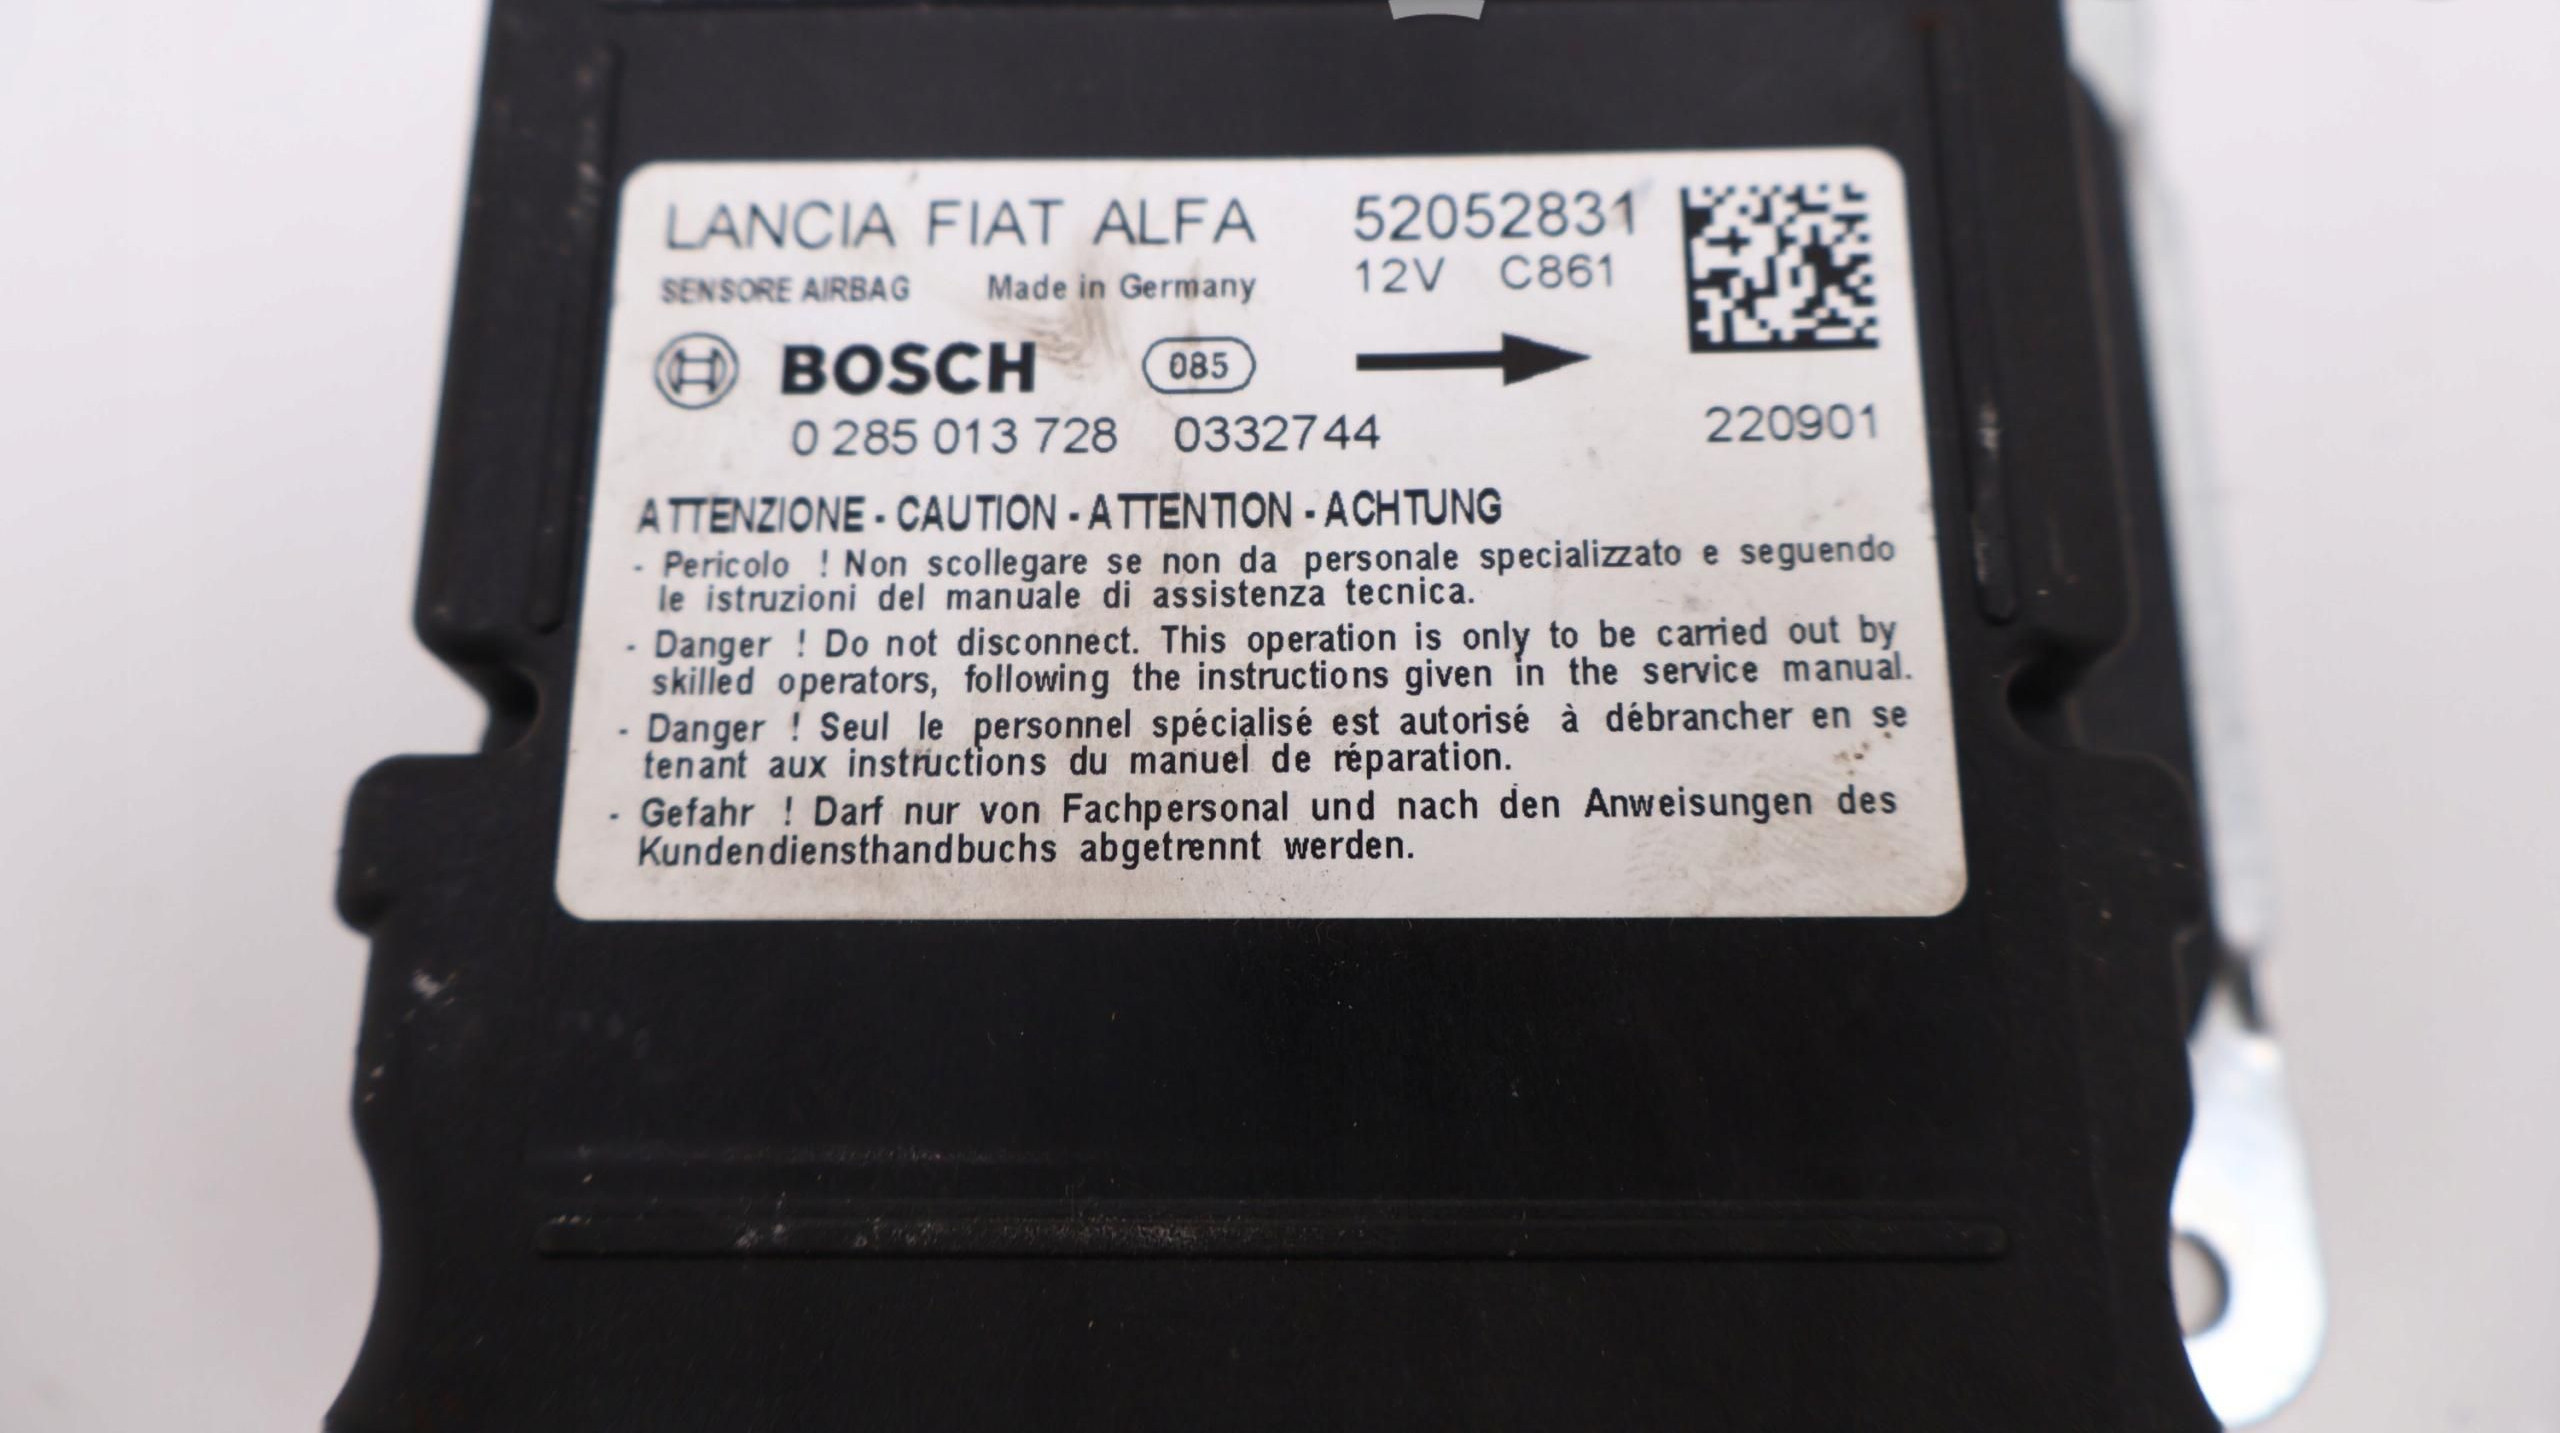 LANCIA FIAT ALFA 52052831
SENSORE AIRBAG Made in Germany 12V C861
BOSCH 085
0 285 013 728 0332744 220901
ATTENZIONE - CAUTION - ATTENTION - ACHTUNG
- Pericolo ! Non scollegare se non da personale specializzato e seguendo
le istruzioni del manuale di assistenza tecnica.
- Danger ! Do not disconnect. This operation is only to be carried out by
skilled operators, following the instructions given in the service manual.
- Danger ! Seul le personnel spécialisé est autorisé à débrancher en se
tenant aux instructions du manuel de réparation.
- Gefahr ! Darf nur von Fachpersonal und nach den Anweisungen des
Kundendiensthandbuchs abgetrennt werden.